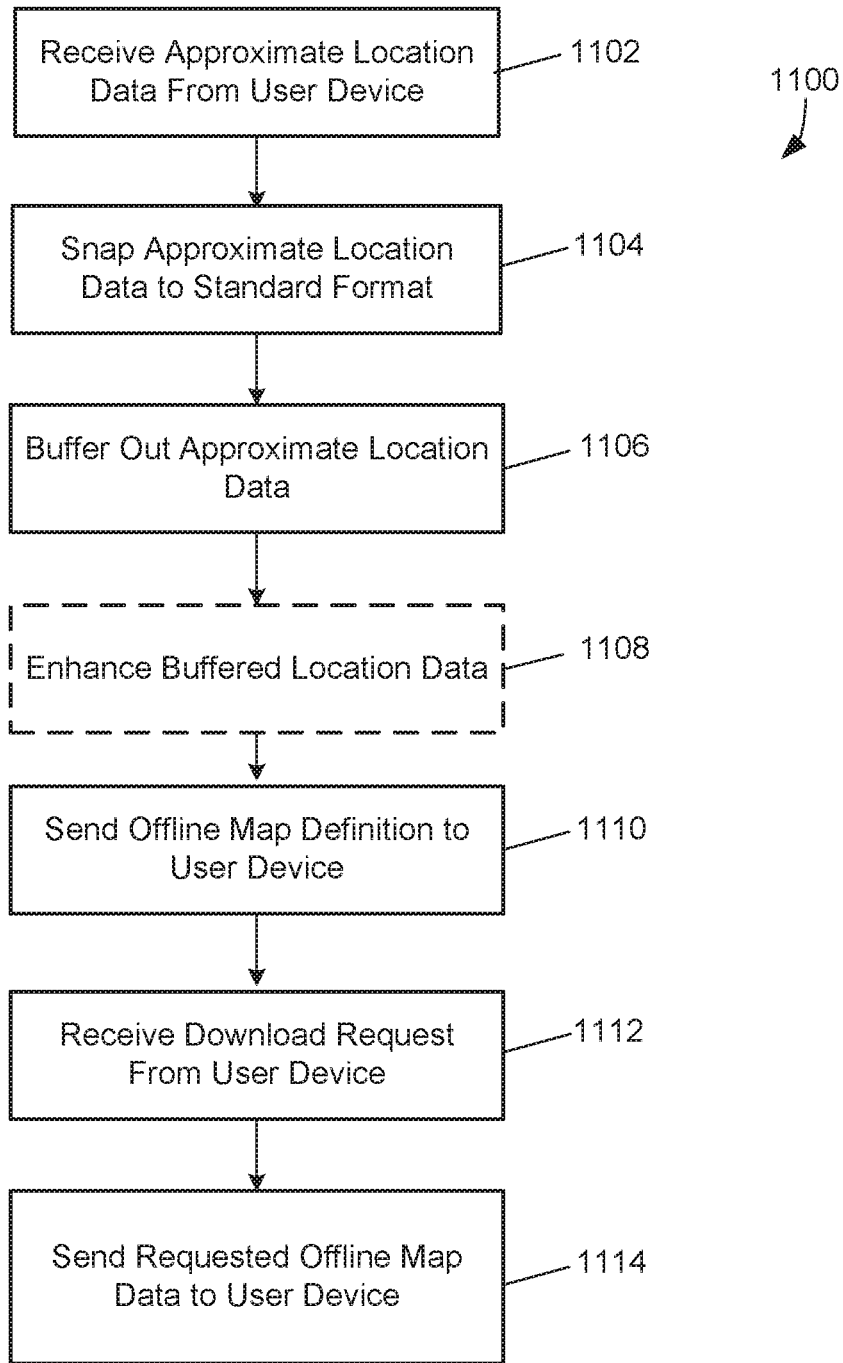 Receive Approximate Location
Data From User Device
1102
1100
Snap Approximate Location
Data to Standard Format
1104
Buffer Out Approximate Location
Data
1106
Enhance Buffered Location Data
1108
Send Offline Map Definition to
User Device
1110
Receive Download Request
From User Device
1112
Send Requested Offline Map
Data to User Device
1114